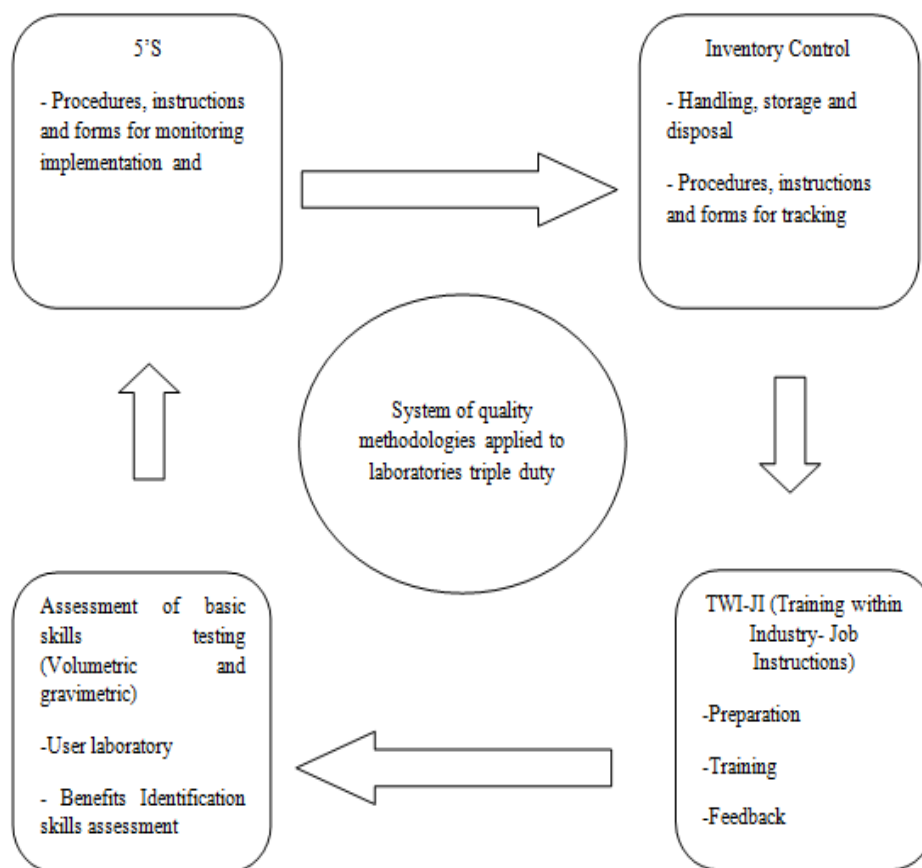 5’S
- Procedures, instructions
and forms for monitoring
implementation and
Inventory Control
- Handling, storage and
disposal
- Procedures, instructions
and forms for tracking
System of quality
methodologies applied to
laboratories triple duty
Assessment of basic
skills testing
(Volumetric and
gravimetric)
-User laboratory
- Benefits Identification
skills assessment
TWI-JI (Training within
Industry- Job
Instructions)
-Preparation
-Training
-Feedback